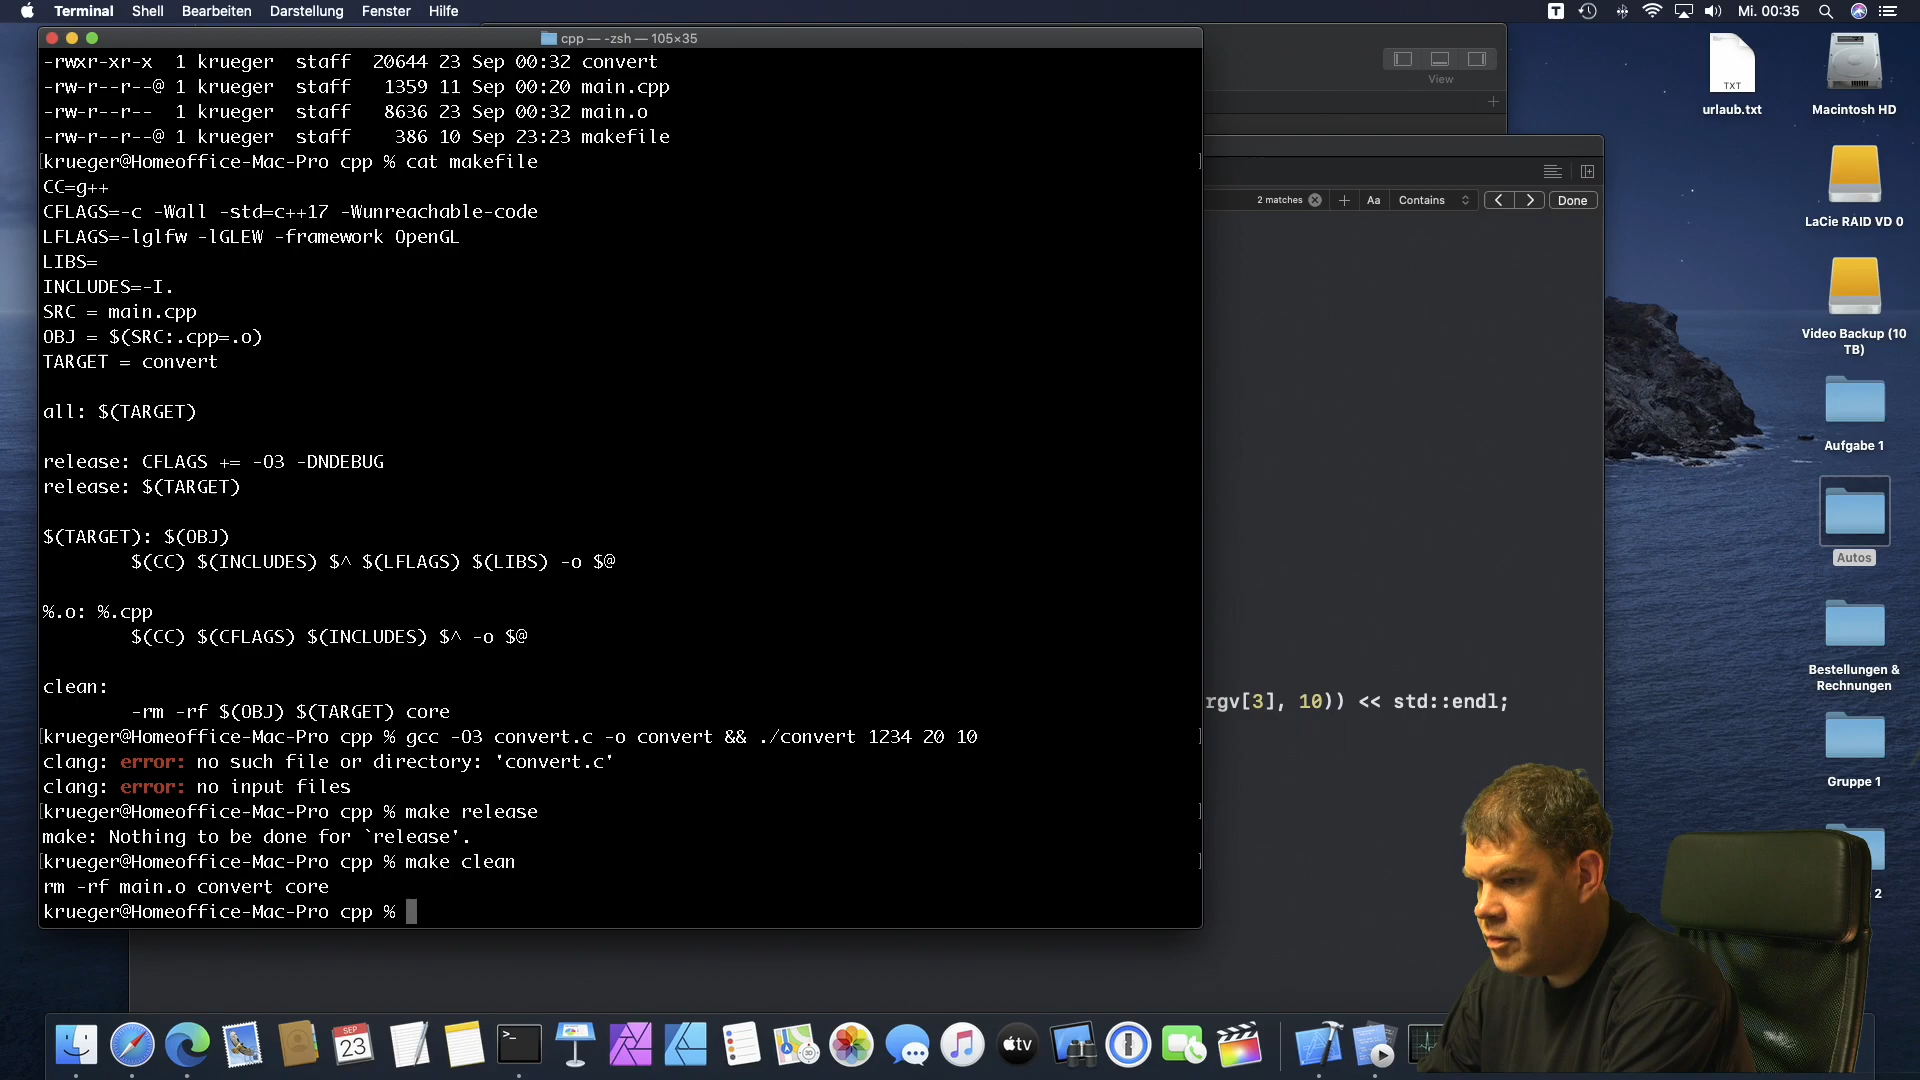 Terminal Shell Bearbeiten Darstellung Fenster Hilfe
Mi. 00:35
cpp — -zsh — 105×35
-rwxr-xr-x 1 krueger staff 20644 23 Sep 00:32 convert
-rw-r--r--@ 1 krueger staff 1359 11 Sep 00:20 main.cpp
-rw-r--r-- 1 krueger staff 8636 23 Sep 00:32 main.o
-rw-r--r--@ 1 krueger staff 386 10 Sep 23:23 makefile
[krueger@Homeoffice-Mac-Pro cpp % cat makefile ]
CC=g++
CFLAGS=-c -Wall -std=c++17 -Wunreachable-code
LFLAGS=-lglfw -lGLEW -framework OpenGL
LIBS=
INCLUDES=-I.
SRC = main.cpp
OBJ = $(SRC:.cpp=.o)
TARGET = convert
all: $(TARGET)
release: CFLAGS += -O3 -DNDEBUG
release: $(TARGET)
$(TARGET): $(OBJ)
$(CC) $(INCLUDES) $^ $(LFLAGS) $(LIBS) -o $@
%.o: %.cpp
$(CC) $(CFLAGS) $(INCLUDES) $^ -o $@
clean:
-rm -rf $(OBJ) $(TARGET) core
[krueger@Homeoffice-Mac-Pro cpp % gcc -O3 convert.c -o convert && ./convert 1234 20 10 ]
clang: error: no such file or directory: 'convert.c'
clang: error: no input files
[krueger@Homeoffice-Mac-Pro cpp % make release ]
make: Nothing to be done for `release'.
[krueger@Homeoffice-Mac-Pro cpp % make clean ]
rm -rf main.o convert core
krueger@Homeoffice-Mac-Pro cpp %
View
2 matches
Aa
Contains
Done
rgv[3], 10)) << std::endl;
TXT
urlaub.txt
Macintosh HD
LaCie RAID VD 0
Video Backup (10
TB)
Aufgabe 1
Autos
Bestellungen &
Rechnungen
Gruppe 1
2
SEP
23
>_
3D
tv